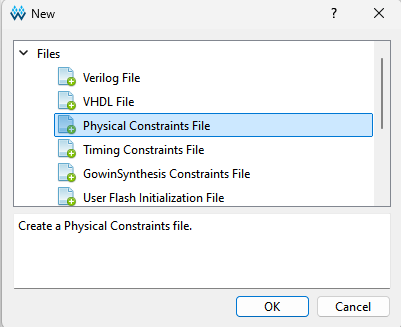 New
?
Files
Verilog File
VHDL File
Physical Constraints File
Timing Constraints File
GowinSynthesis Constraints File
User Flash Initialization File
Create a Physical Constraints file.
OK Cancel